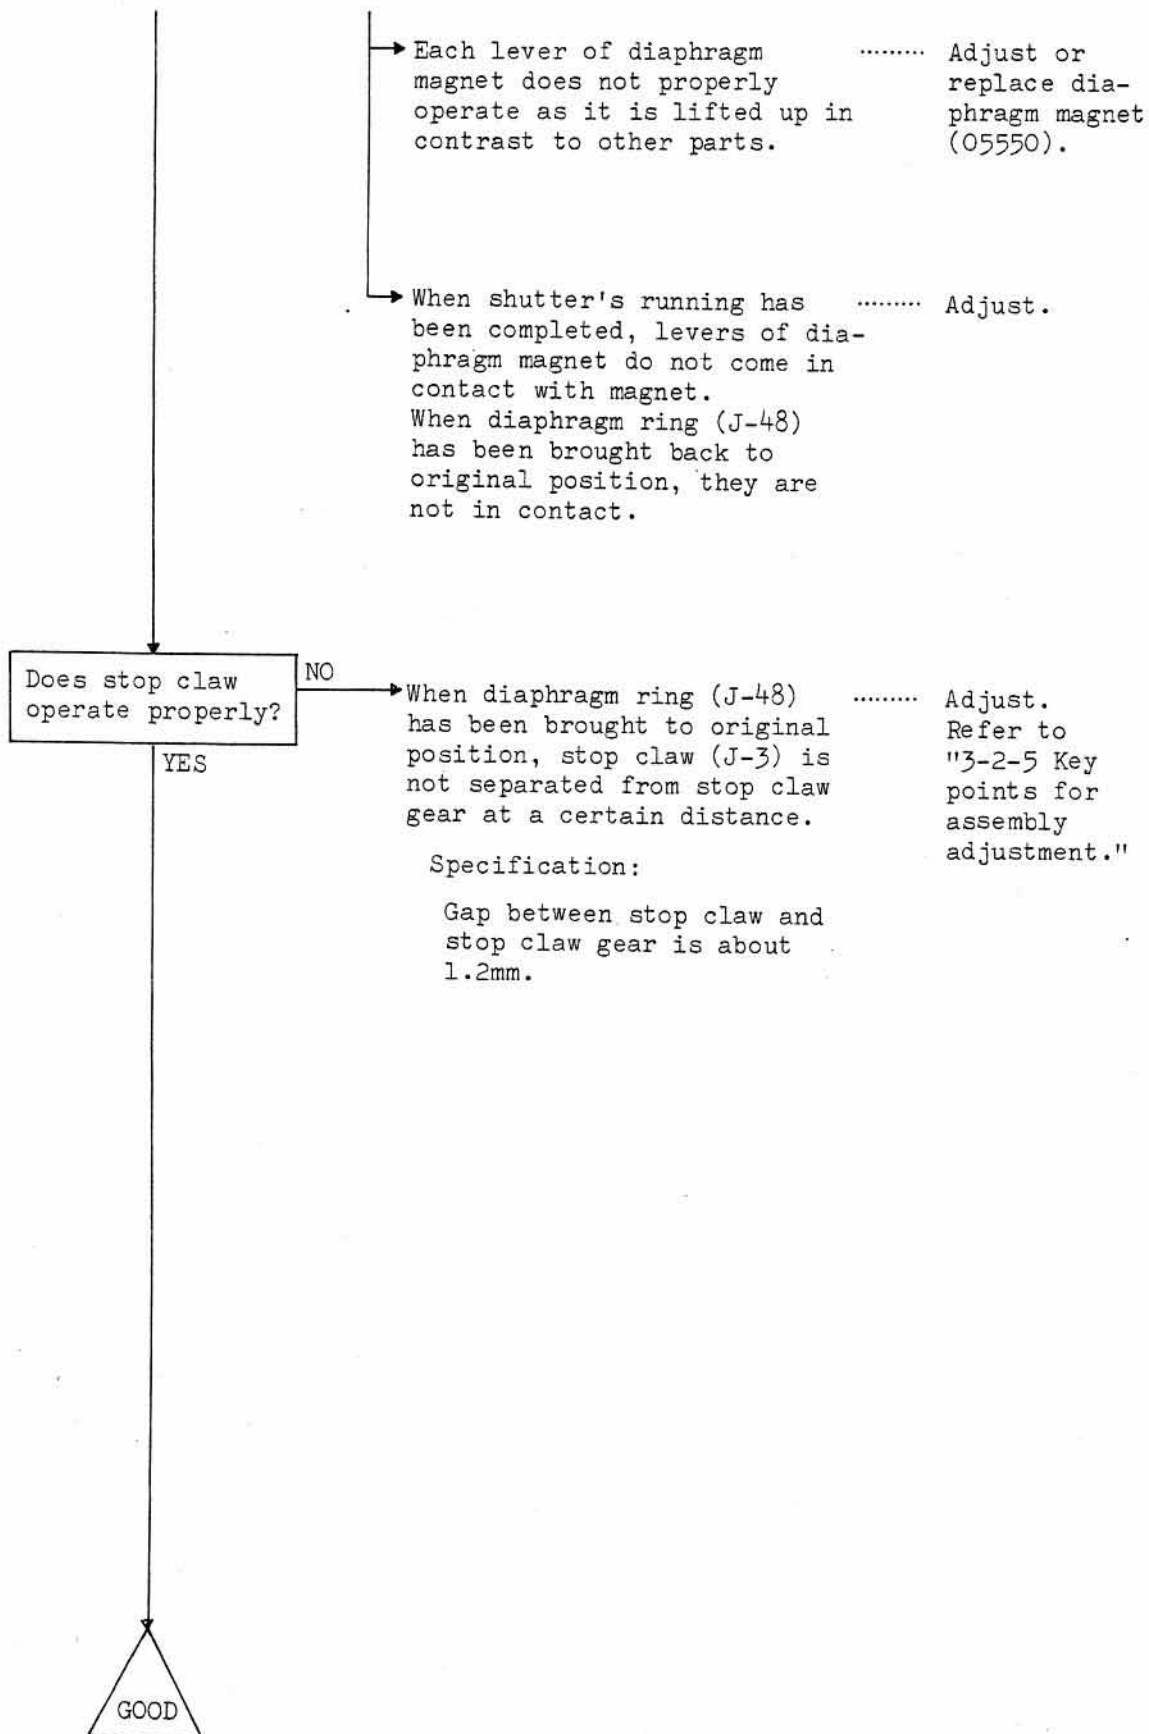 Each lever of diaphragm ......... Adjust or
magnet does not properly replace dia-
operate as it is lifted up in phragm magnet
contrast to other parts. (05550).
When shutter's running has ......... Adjust.
been completed, levers of dia-
phragm magnet do not come in
contact with magnet.
When diaphragm ring (J-48)
has been brought back to
original position, they are
not in contact.
Does stop claw
operate properly?
NO
YES
When diaphragm ring (J-48) ......... Adjust.
has been brought to original Refer to
position, stop claw (J-3) is "3-2-5 Key
not separated from stop claw points for
gear at a certain distance. assembly
adjustment."
Specification:
Gap between stop claw and
stop claw gear is about
1.2mm.
GOOD